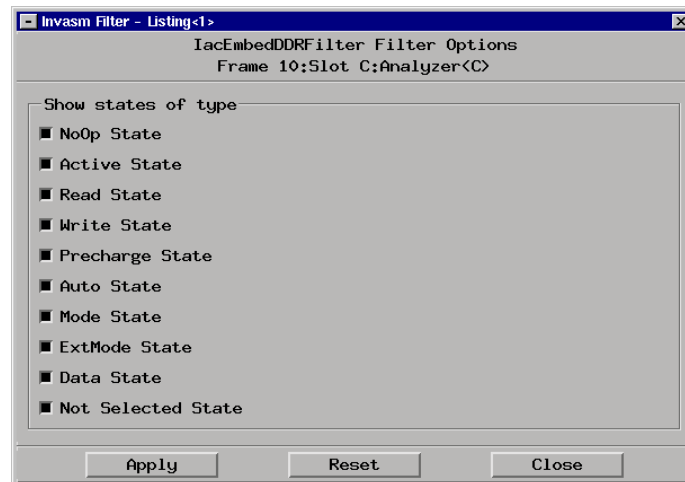 Invasm Filter - Listing<1>
IacEmbedDDRFilter Filter Options
Frame 10:Slot C:Analyzer<C>
Show states of type
NoOp State
Active State
Read State
Write State
Precharge State
Auto State
Mode State
ExtMode State
Data State
Not Selected State
Apply Reset Close